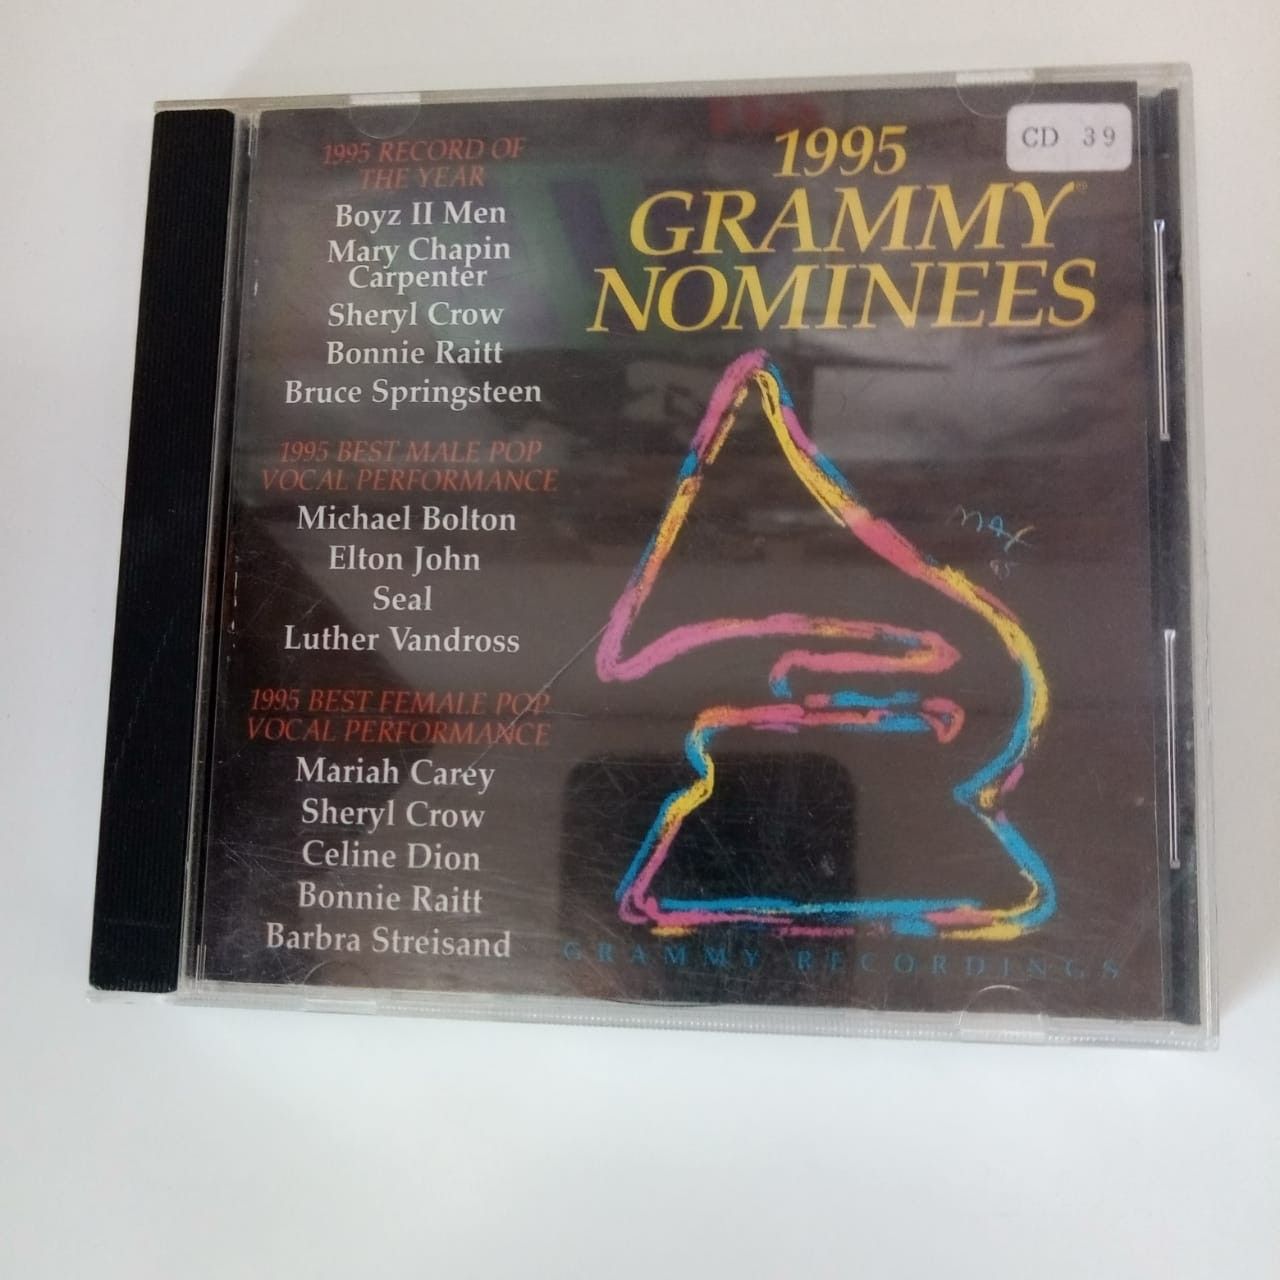 1995 RECORD OF
THE YEAR
Boyz II Men
Mary Chapin
Carpenter
Sheryl Crow
Bonnie Raitt
Bruce Springsteen
1995 BEST MALE POP
VOCAL PERFORMANCE
Michael Bolton
Elton John
Seal
Luther Vandross
1995 BEST FEMALE POP
VOCAL PERFORMANCE
Mariah Carey
Sheryl Crow
Celine Dion
Bonnie Raitt
Barbra Streisand
CD 39
1995
GRAMMY®
NOMINEES
MAX
95
GRAMMY RECORDINGS